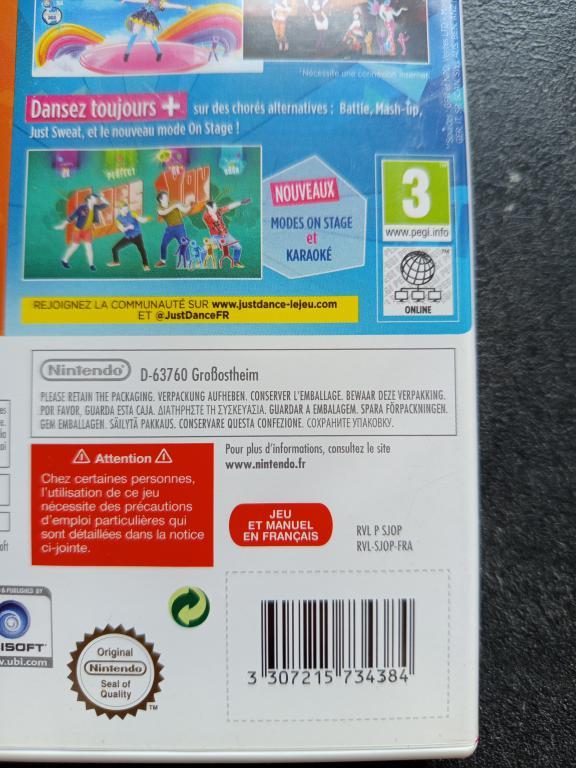 *Nécessite une connexion Internet
Dansez toujours + sur des chorés alternatives : Battle, Mash-up,
Just Sweat, et le nouveau mode On Stage !
PERFECT
NOUVEAUX
MODES ON STAGE
et
KARAOKÉ
3
www.pegi.info
ONLINE
TM
REJOIGNEZ LA COMMUNAUTÉ SUR www.justdance-lejeu.com
ET @JustDanceFR
Nintendo® D-63760 Großostheim
PLEASE RETAIN THE PACKAGING. VERPACKUNG AUFHEBEN. CONSERVER L'EMBALLAGE. BEWAAR DEZE VERPAKKING.
POR FAVOR, GUARDA ESTA CAJA. ΔΙΑΤΗΡΗΣΤΕ ΤΗ ΣΥΣΚΕΥΑΣΙΑ. GUARDAR A EMBALAGEM. SPARA FÖRPACKNINGEN.
GEM EMBALLAGEN. SÄILYTÄ PAKKAUS. CONSERVARE QUESTA CONFEZIONE. СОХРАНИТЕ УПАКОВКУ.
Attention
Chez certaines personnes,
l'utilisation de ce jeu
nécessite des précautions
d'emploi particulières qui
sont détaillées dans la notice
ci-jointe.
Pour plus d'informations, consultez le site
www.nintendo.fr
JEU
ET MANUEL
EN FRANÇAIS
RVL P SJOP
RVL-SJOP-FRA
Original
Nintendo
Seal of
Quality
TM
3 307215 734384